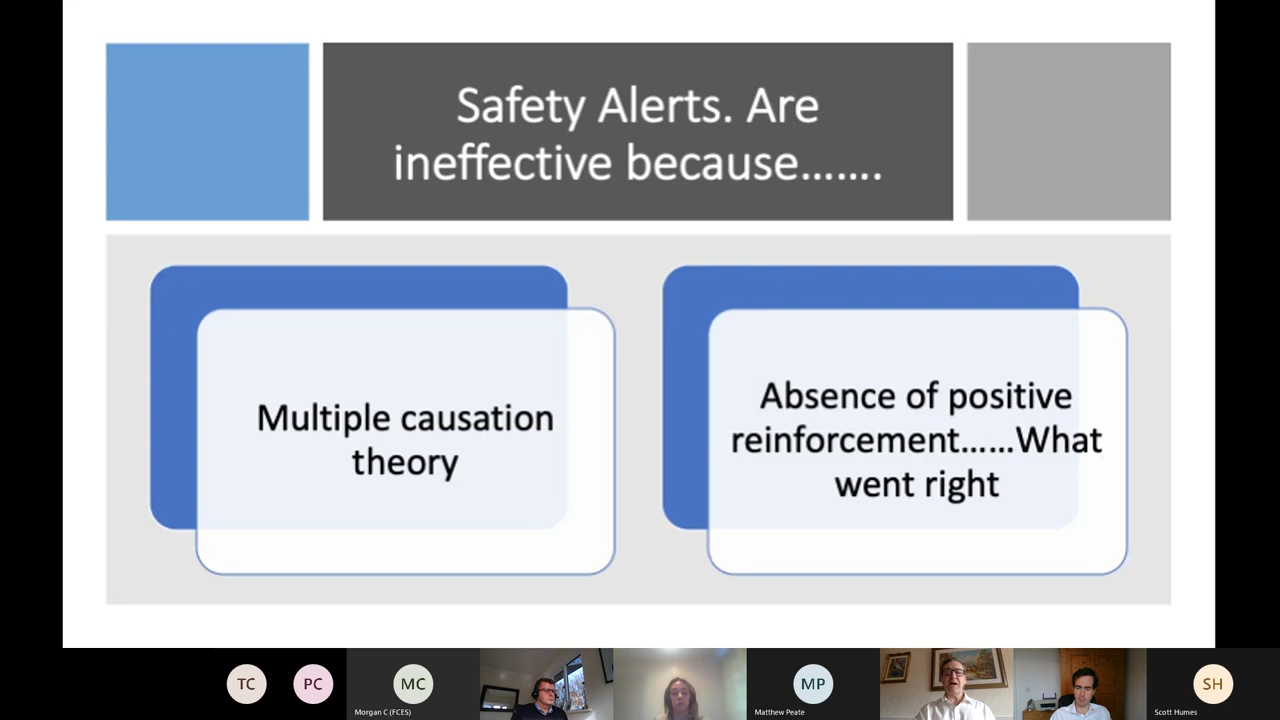 Safety Alerts. Are
ineffective because.......
Multiple causation
theory
Absence of positive
reinforcement......What
went right
TC
PC
MC
Morgan C (FCES)
MP
Matthew Peate
SH
Scott Humes